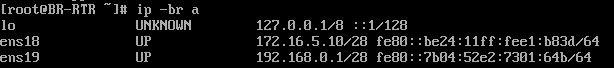 [root@BR-RTR ~]# ip -br a
lo UNKNOWN 127.0.0.1/8 ::1/128
ens18 UP 172.16.5.10/28 fe80::be24:11ff:fee1:b83d/64
ens19 UP 192.168.0.1/28 fe80::7b04:52e2:7301:64b/64